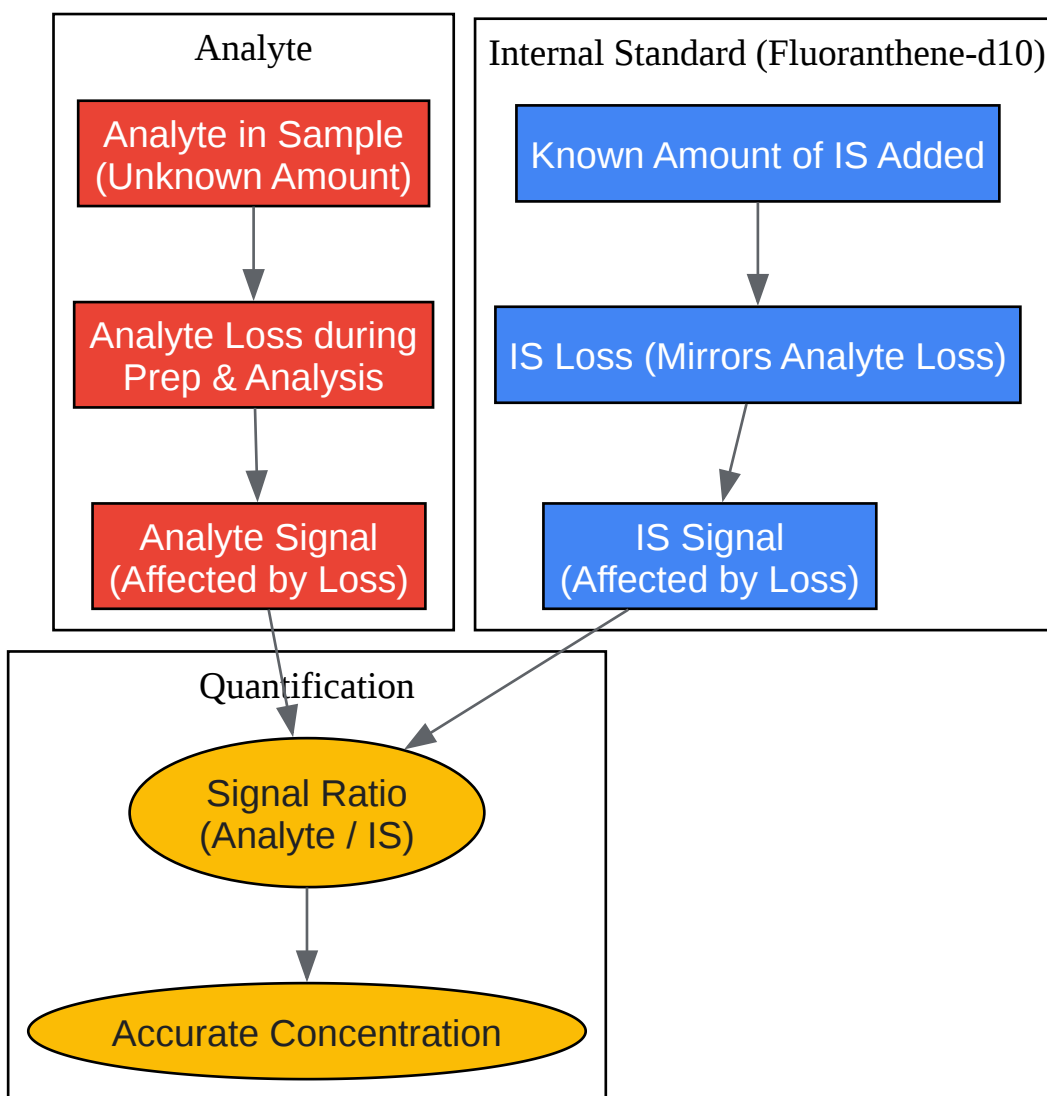 Analyte
Analyte in Sample
(Unknown Amount)
Analyte Loss during
Prep & Analysis
Analyte Signal
(Affected by Loss)
Internal Standard (Fluoranthene-d10)
Known Amount of IS Added
IS Loss (Mirrors Analyte Loss)
IS Signal
(Affected by Loss)
Quantification
Signal Ratio
(Analyte / IS)
Accurate Concentration